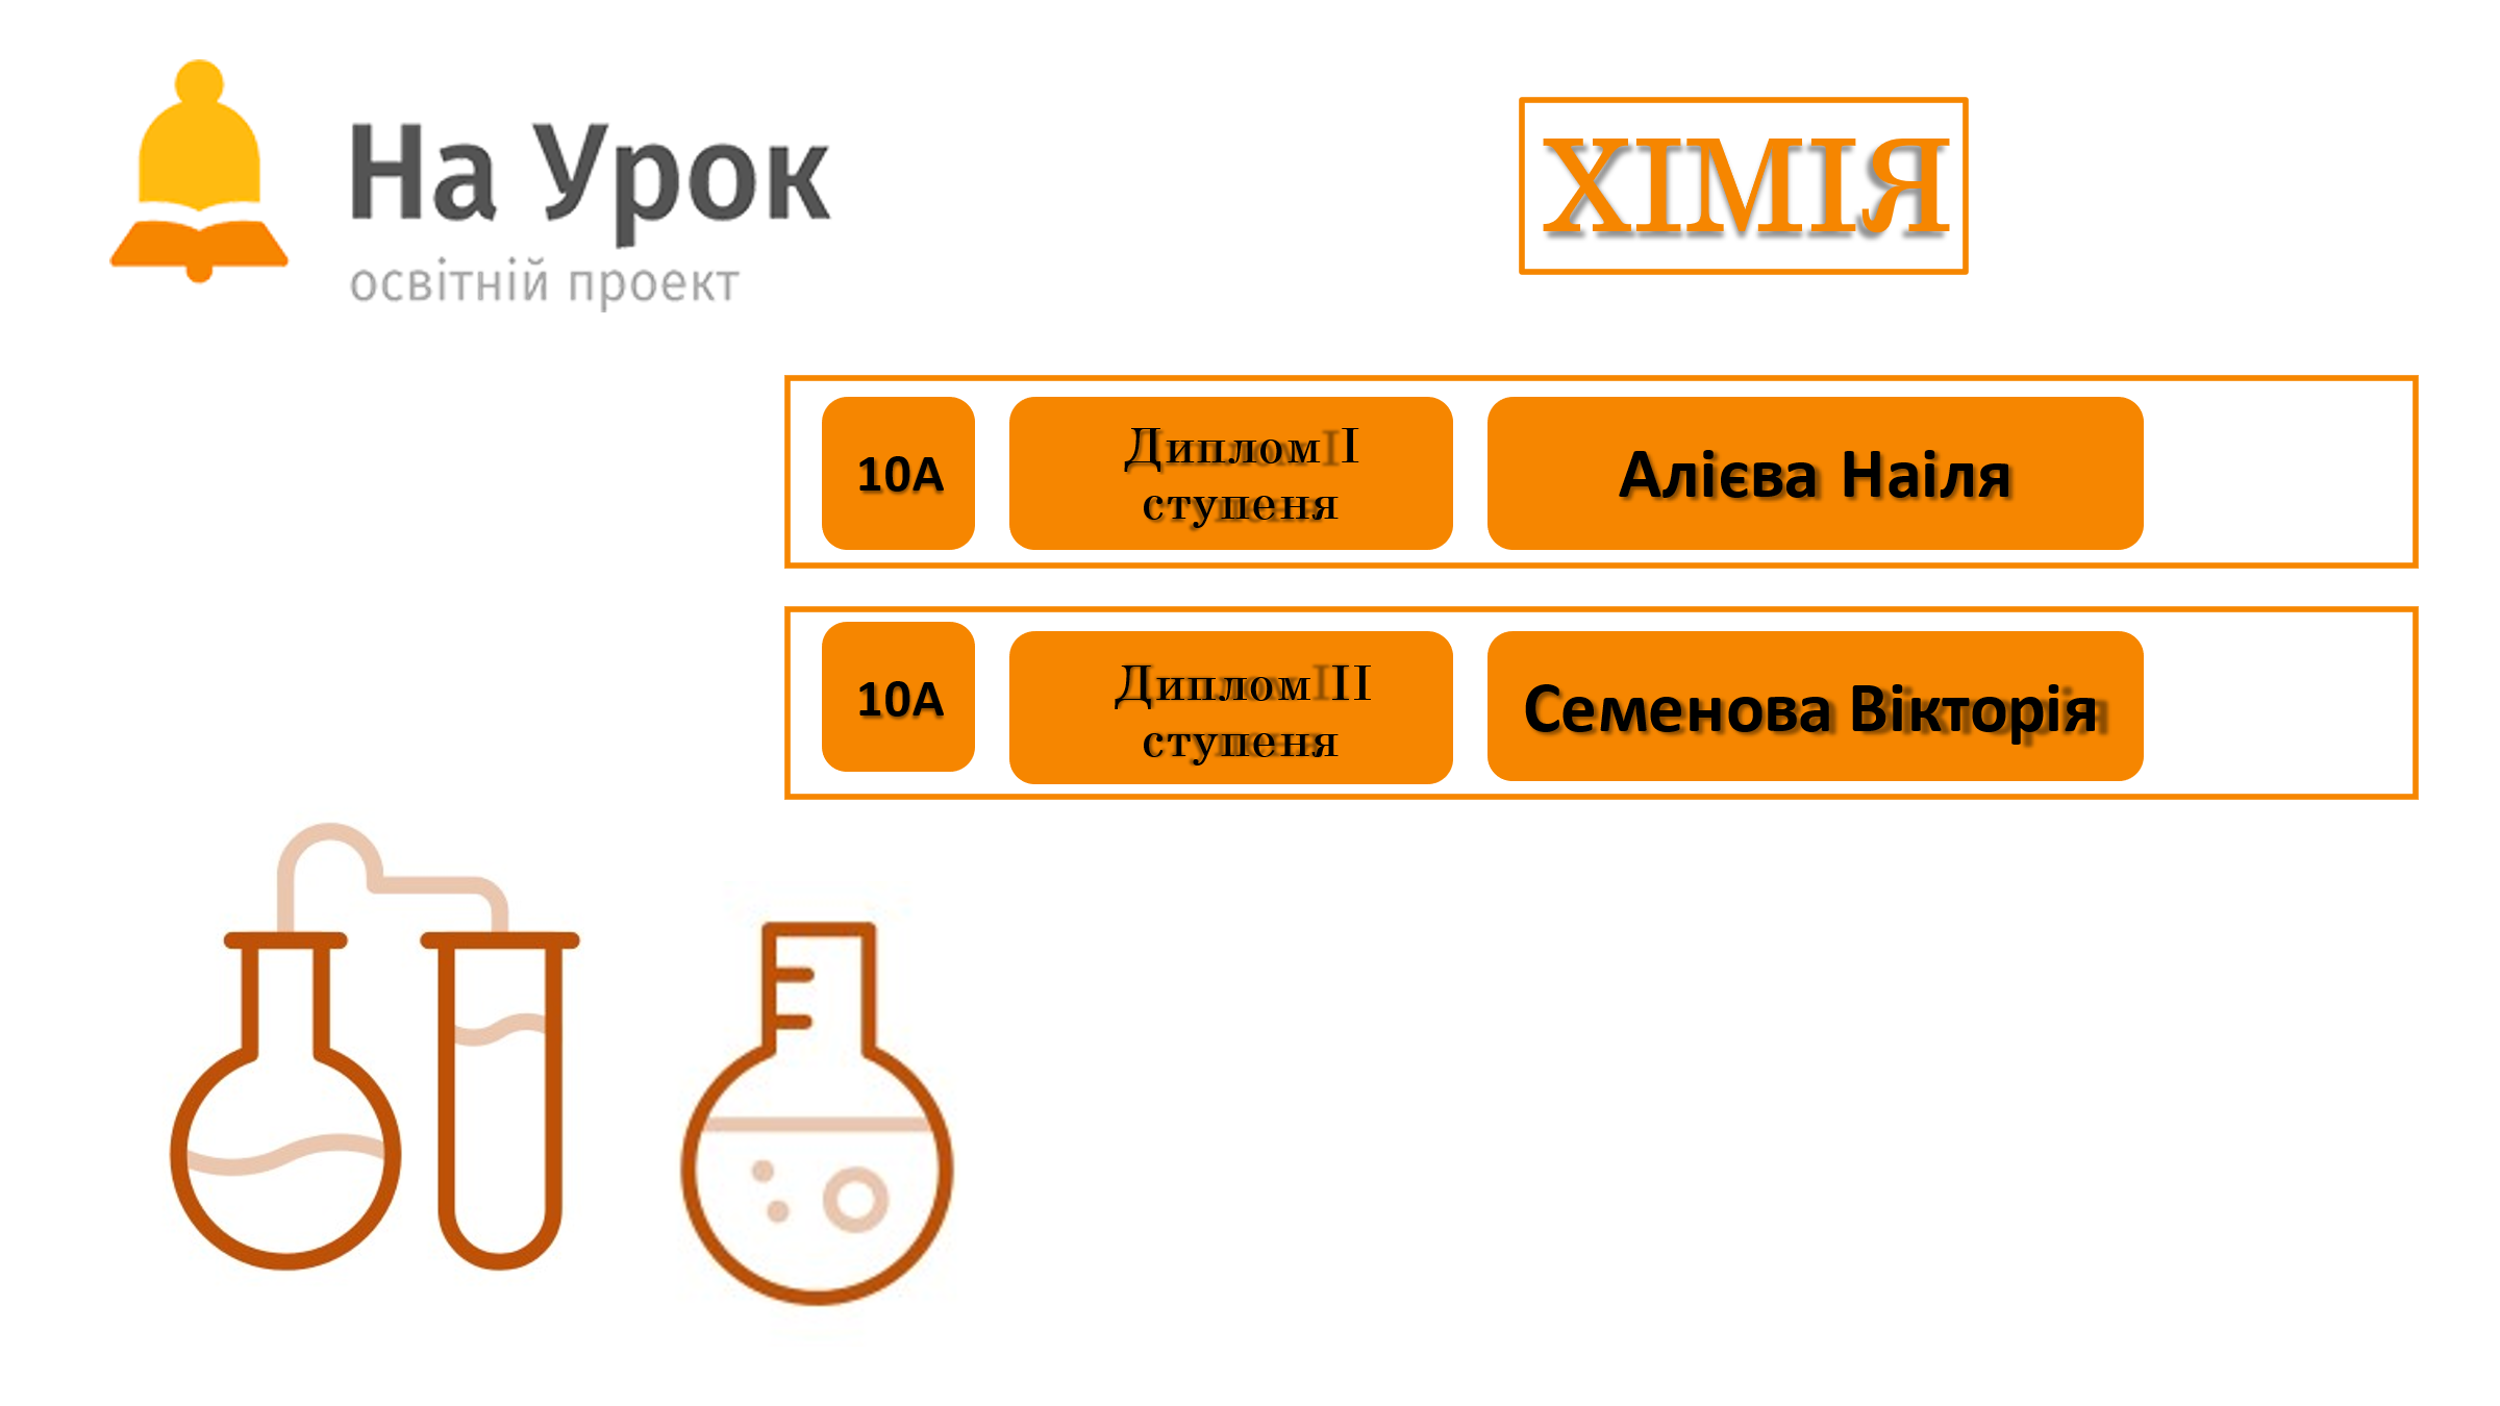 На Урок
освітній проект
ХІМІЯ
10А
Диплом І
ступеня
Алієва Наіля
10А
Диплом ІІ
ступеня
Семенова Вікторія